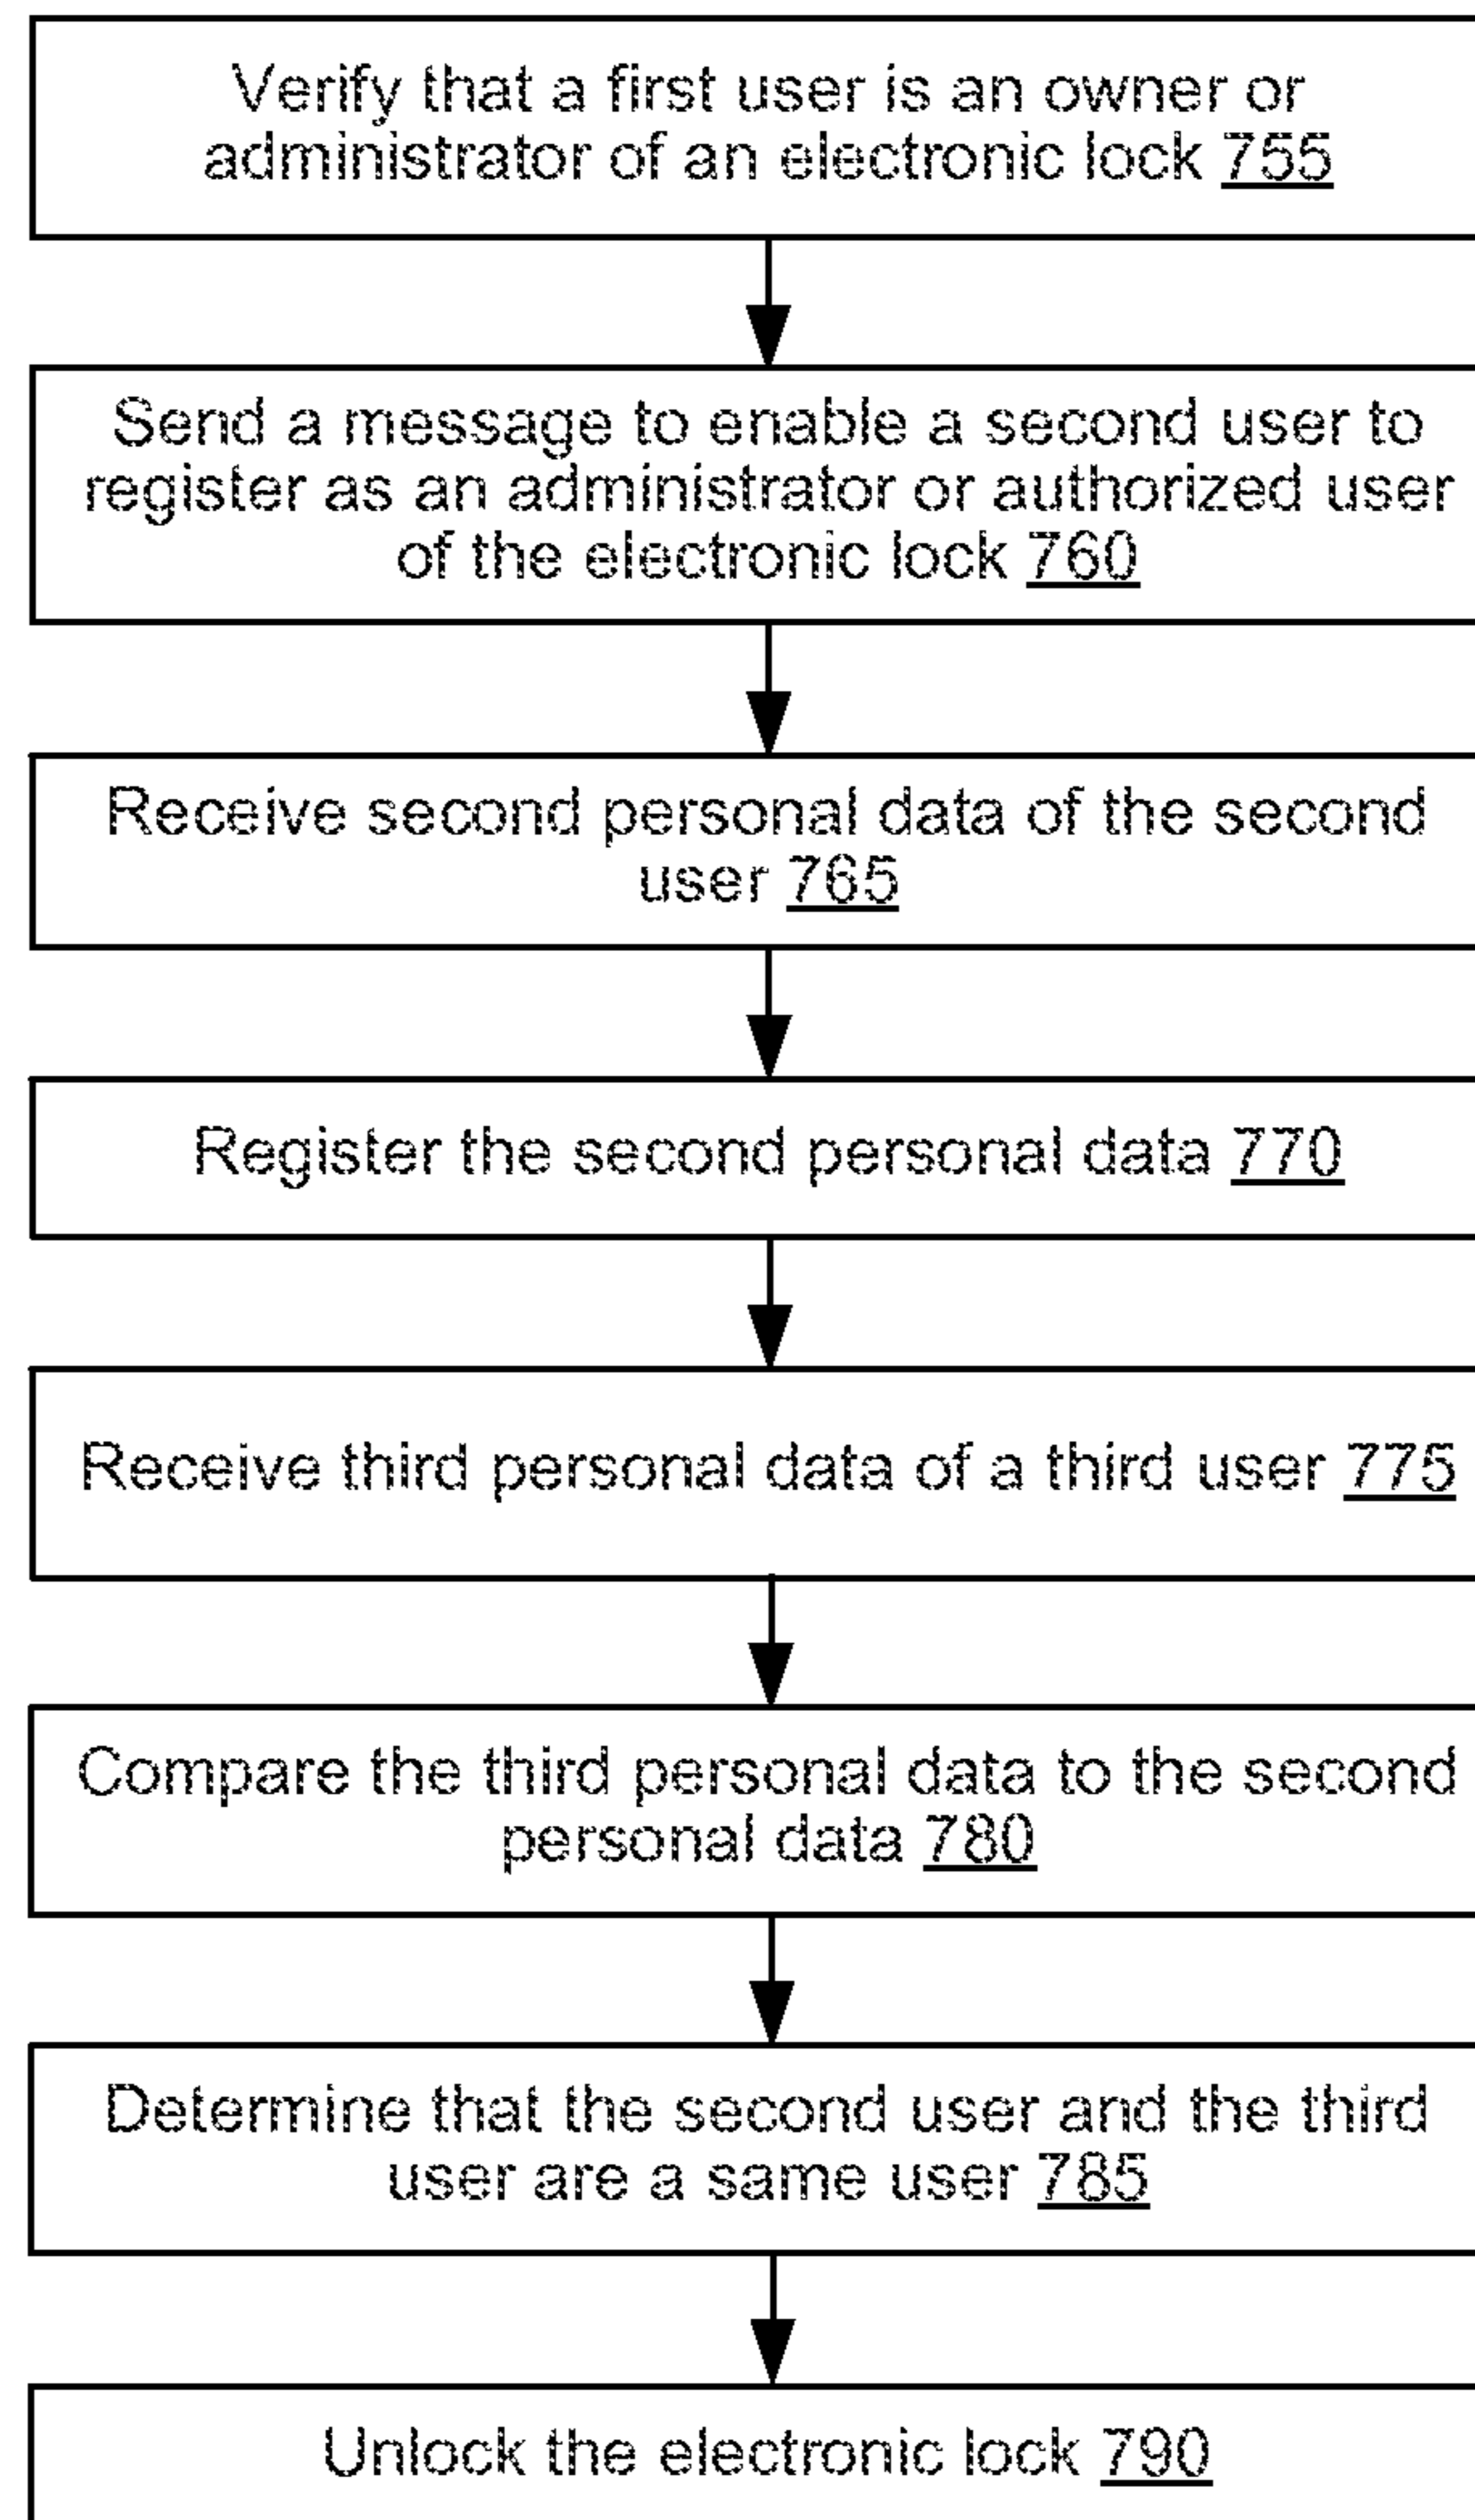 Verify that a first user is an owner or
administrator of an electronic lock 755
Send a message to enable a second user to
register as an administrator or authorized user
of the electronic lock 760
Receive second personal data of the second
user 765
Register the second personal data 770
Receive third personal data of a third user 775
Compare the third personal data to the second
personal data 780
Determine that the second user and the third
user are a same user 785
Unlock the electronic lock 790